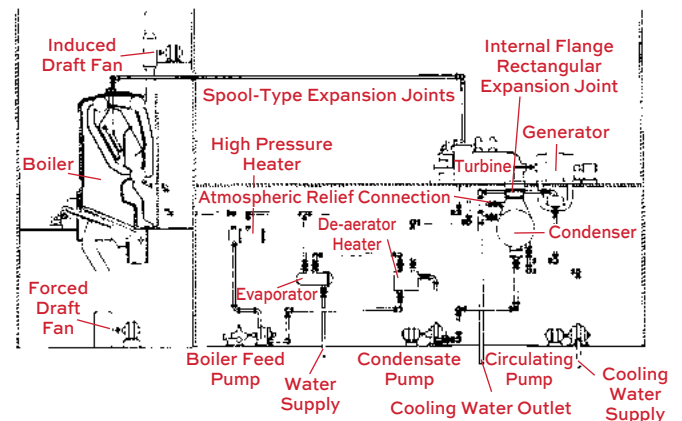 Induced
Draft Fan
Internal Flange
Rectangular
Expansion Joint
Spool-Type Expansion Joints
Generator
High Pressure
Heater
Boiler
Turbine
Atmospheric Relief Connection
De-aerator
Heater
Condenser
Evaporator
Forced
Draft
Fan
Boiler Feed
Pump
Water
Supply
Condensate
Pump
Circulating
Pump
Cooling Water Outlet
Cooling
Water
Supply